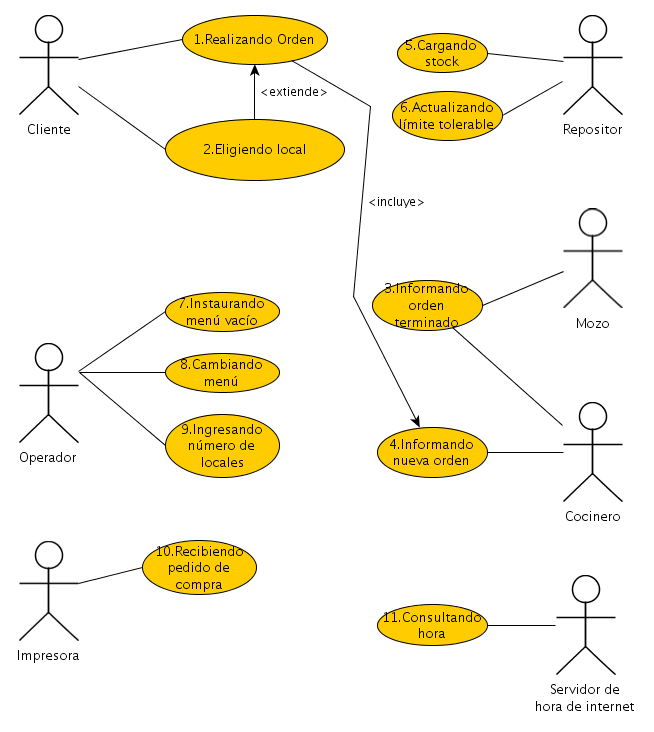 1.Realizando Orden
5.Cargando
stock
<extiende>
6.Actualizando
límite tolerable
Cliente
Repositor
2.Eligiendo local
<incluye>
3.Informando
orden
terminado
7.Instaurando
menú vacío
Mozo
8.Cambiando
menú
9.Ingresando
número de
locales
Operador
4.Informando
nueva orden
Cocinero
10.Recibiendo
pedido de
compra
11.Consultando
hora
Impresora
Servidor de
hora de internet